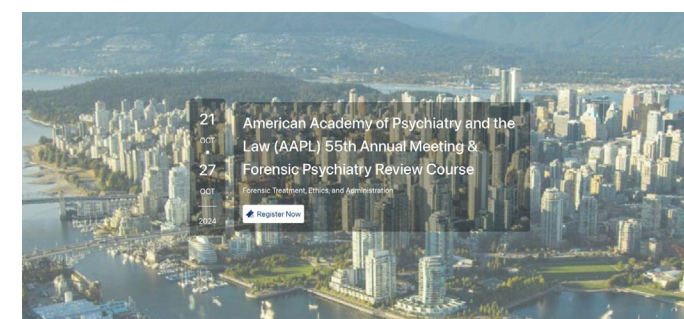 21
OCT
27
OCT
2024
American Academy of Psychiatry and the
Law (AAPL) 55th Annual Meeting &
Forensic Psychiatry Review Course
Forensic Treatment, Ethics, and Administration
Register Now